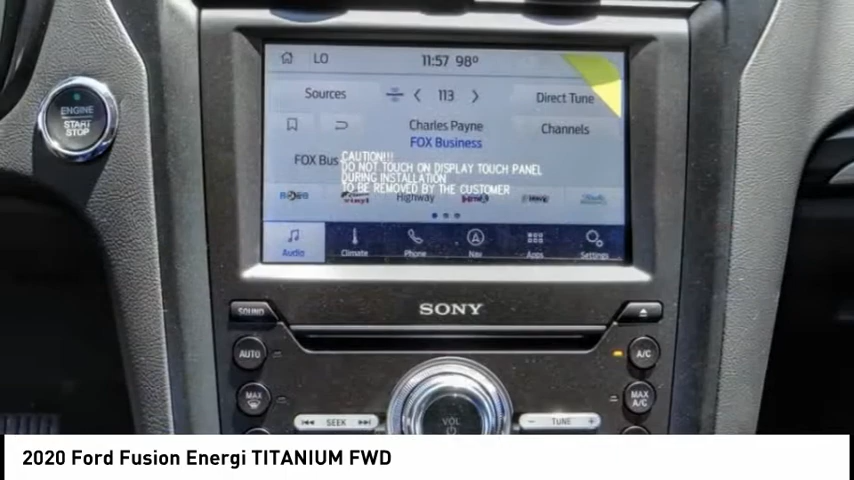 LO 11:57 98°
ENGINE
START
STOP
Sources 113 Direct Tune
Charles Payne Channels
FOX Business
FOX Bus
CAUTION!!!
DO NOT TOUCH ON DISPLAY TOUCH PANEL
DURING INSTALLATION
TO BE REMOVED BY THE CUSTOMER
Highway
Audio Climate Phone Nav Apps Settings
SOUND SONY
AUTO A/C
MAX MAX
A/C
SEEK VOL TUNE
2020 Ford Fusion Energi TITANIUM FWD